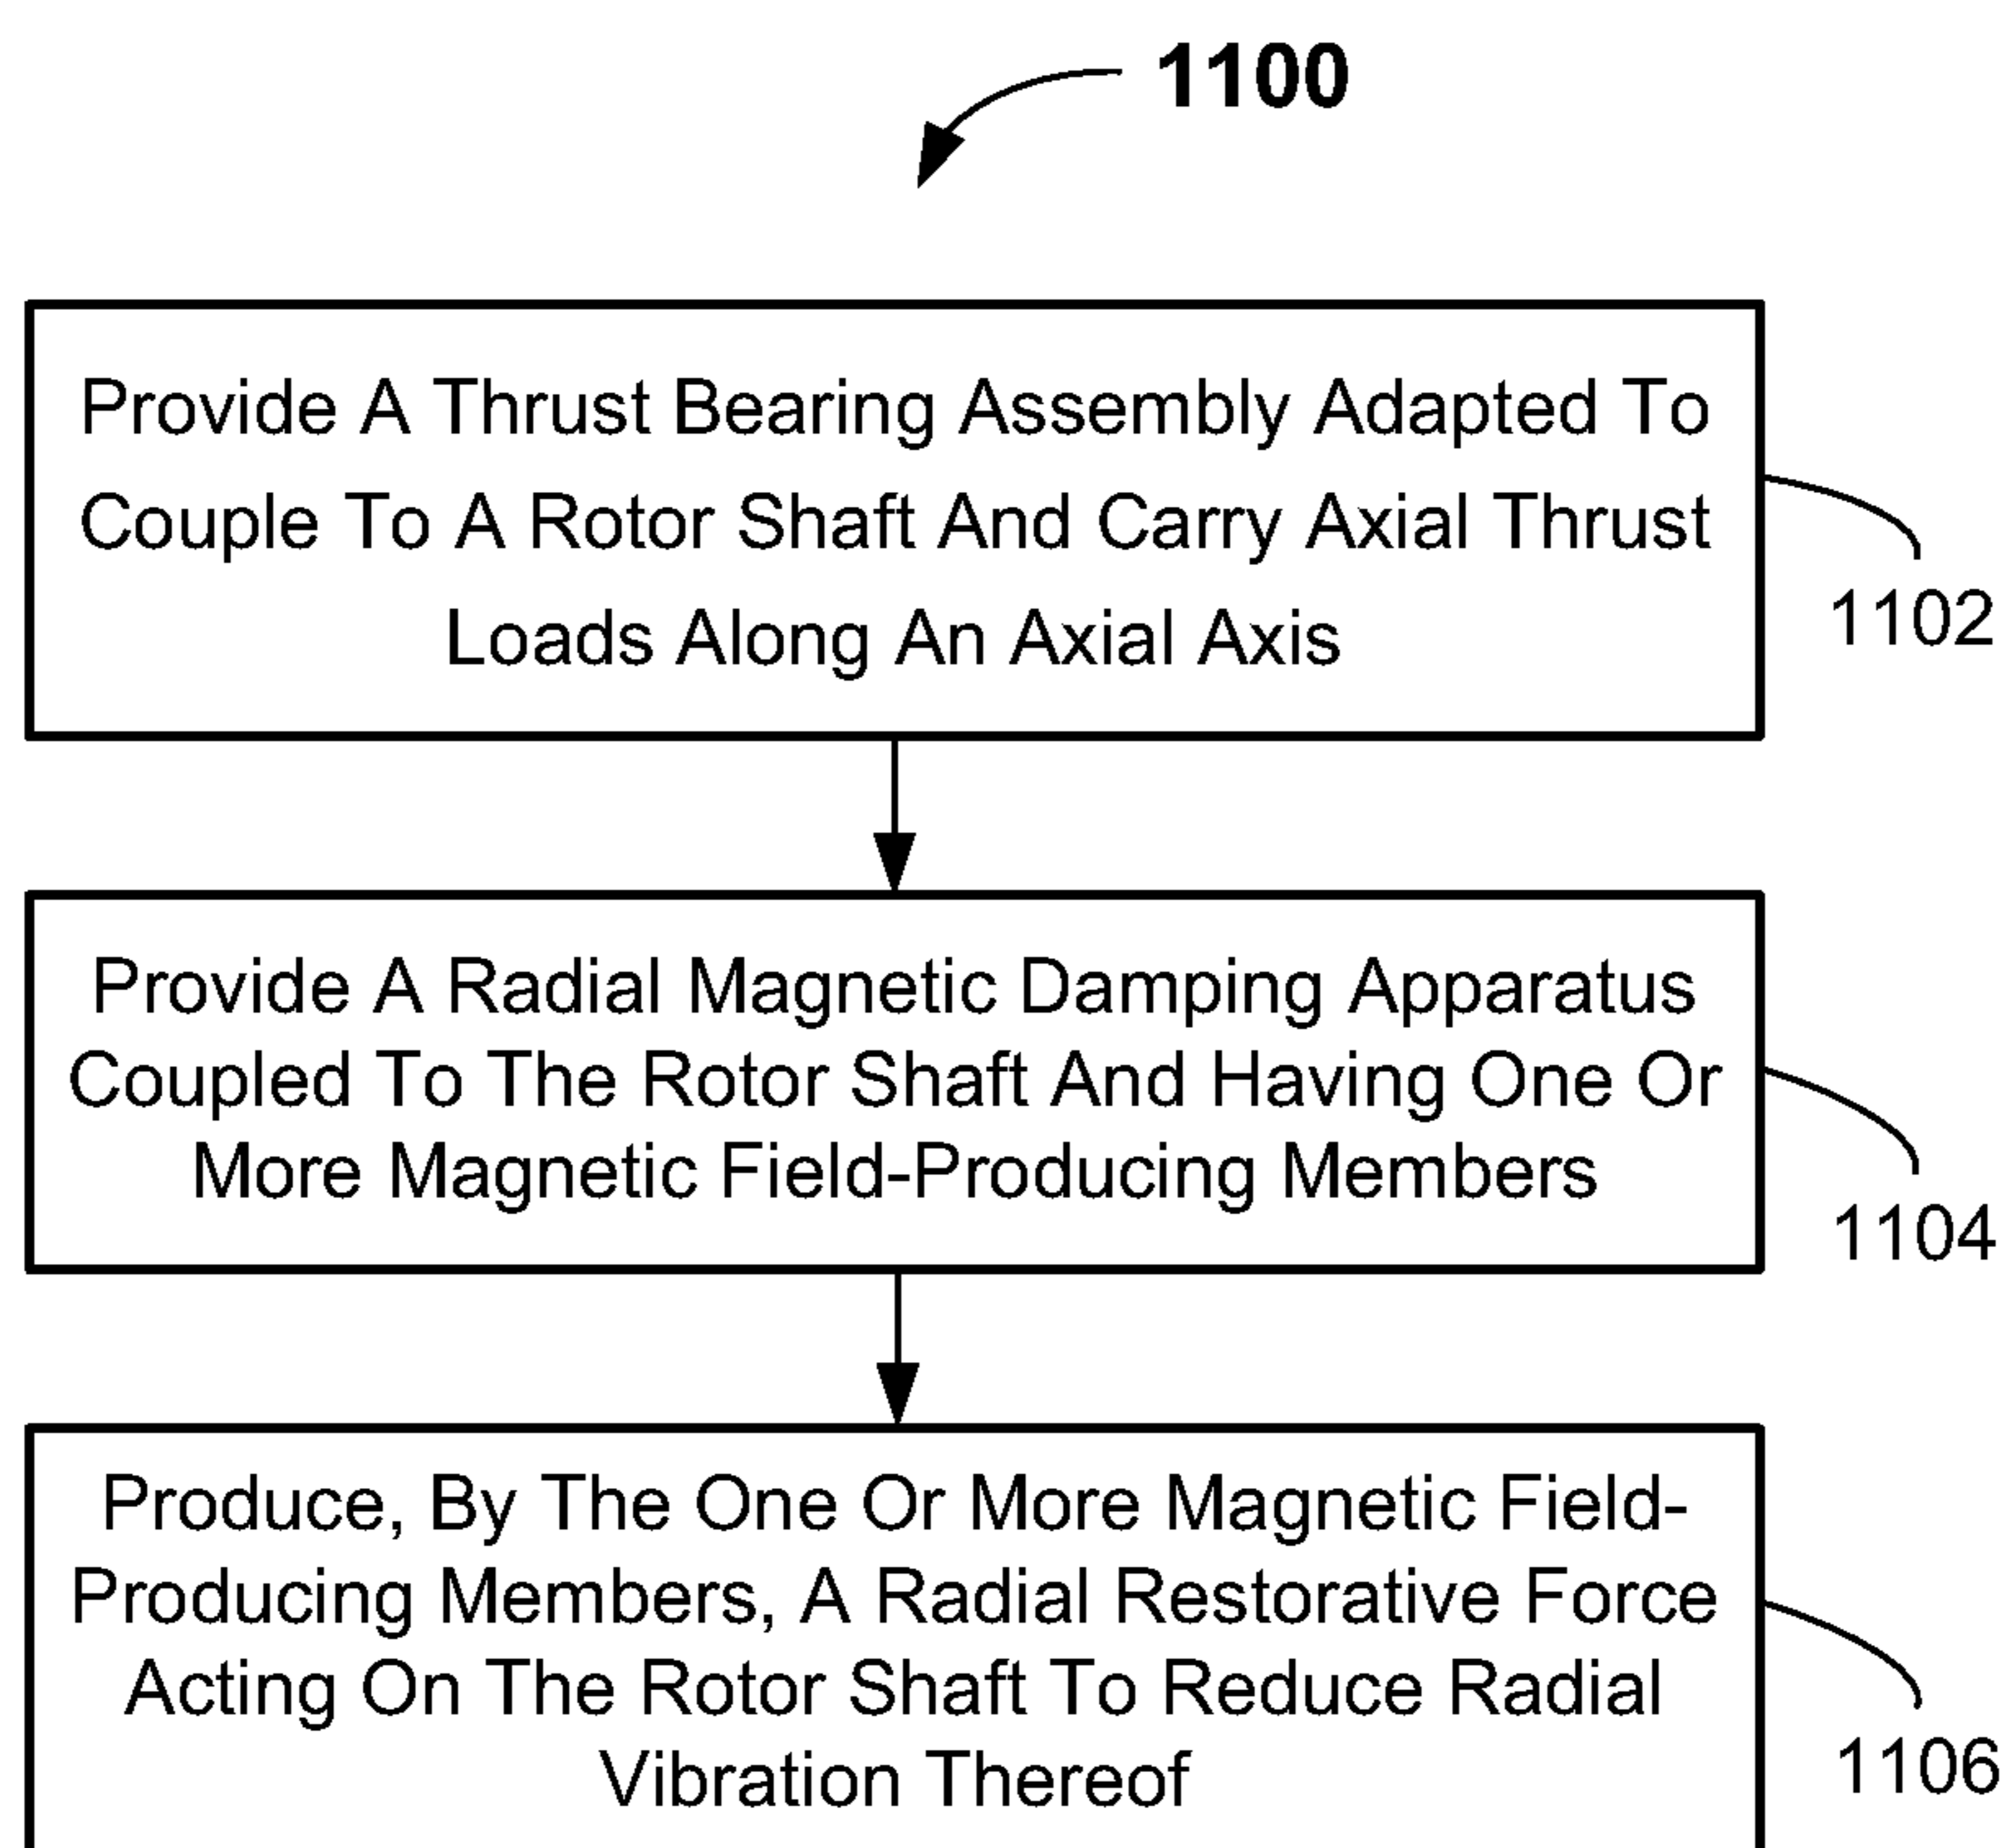 1100
Provide A Thrust Bearing Assembly Adapted To
Couple To A Rotor Shaft And Carry Axial Thrust
Loads Along An Axial Axis
1102
Provide A Radial Magnetic Damping Apparatus
Coupled To The Rotor Shaft And Having One Or
More Magnetic Field-Producing Members
1104
Produce, By The One Or More Magnetic Field-
Producing Members, A Radial Restorative Force
Acting On The Rotor Shaft To Reduce Radial
Vibration Thereof
1106